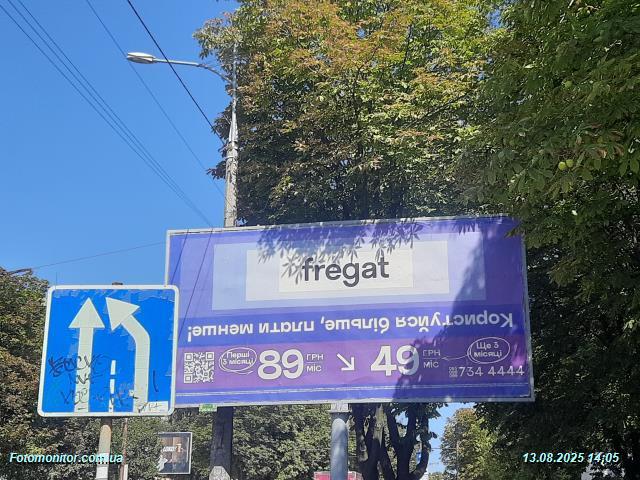 fregat
Користуйся більше, плати менше!
Перші 3 місяці
89 ГРН МІС
49 ГРН МІС
Ще 3 місяці
734 4444
Fotomonitor.com.ua
13.08.2025 14:05